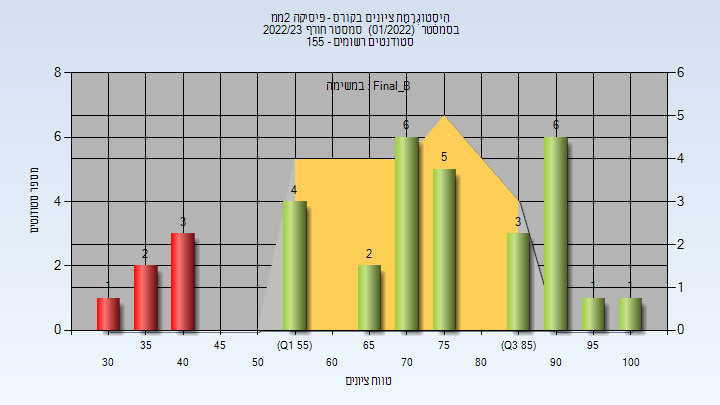 היסטוגרמת ציונים בקורס - פיסיקה 2ממ
בסמסטר (01/2022) סמסטר חורף 2022/23
סטודנטים רשומים - 155
במשימה : Final_B
8 6 4 2 0
6 5 4 3 2 1 0
מספר סטודנטים
1 2 3 4 2 6 5 3 6 1 1
35 45 (Q1 55) 65 75 (Q3 85) 95
30 40 50 60 70 80 90 100
טווח ציונים